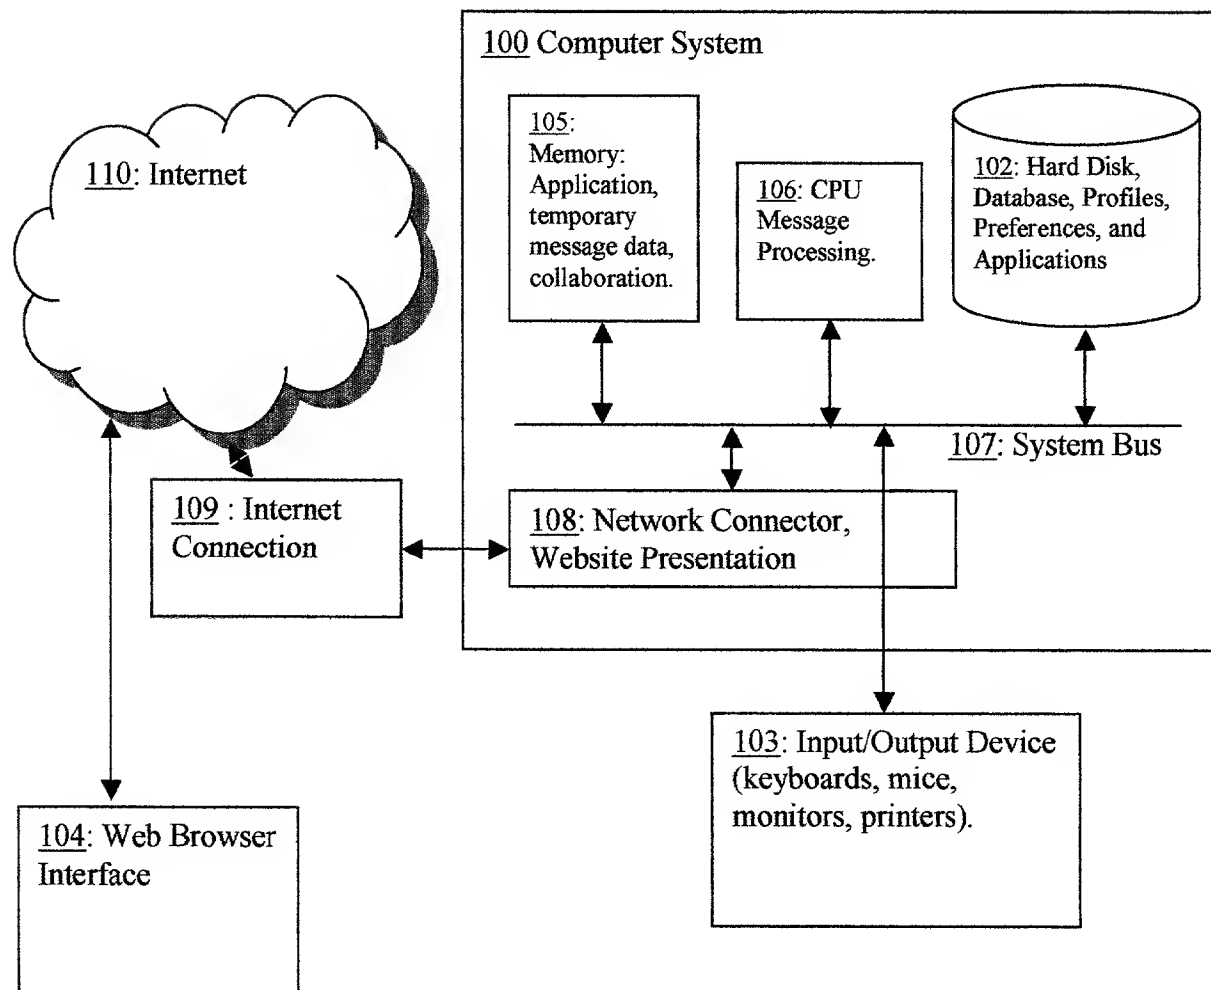 100 Computer System
110: Internet
105:
Memory:
Application,
temporary
message data,
collaboration.
106: CPU
Message
Processing.
102: Hard Disk,
Database, Profiles,
Preferences, and
Applications
107: System Bus
109 : Internet
Connection
108: Network Connector,
Website Presentation
103: Input/Output Device
(keyboards, mice,
monitors, printers).
104: Web Browser
Interface